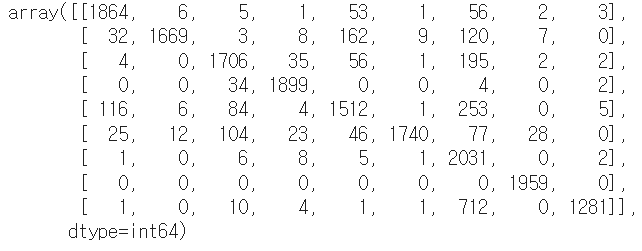 array([[1864, 6, 5, 1, 53, 1, 56, 2, 3],
[ 32, 1669, 3, 8, 162, 9, 120, 7, 0],
[ 4, 0, 1706, 35, 56, 1, 195, 2, 2],
[ 0, 0, 34, 1899, 0, 0, 4, 0, 2],
[ 116, 6, 84, 4, 1512, 1, 253, 0, 5],
[ 25, 12, 104, 23, 46, 1740, 77, 28, 0],
[ 1, 0, 6, 8, 5, 1, 2031, 0, 2],
[ 0, 0, 0, 0, 0, 0, 0, 1959, 0],
[ 1, 0, 10, 4, 1, 1, 712, 0, 1281]],
dtype=int64)